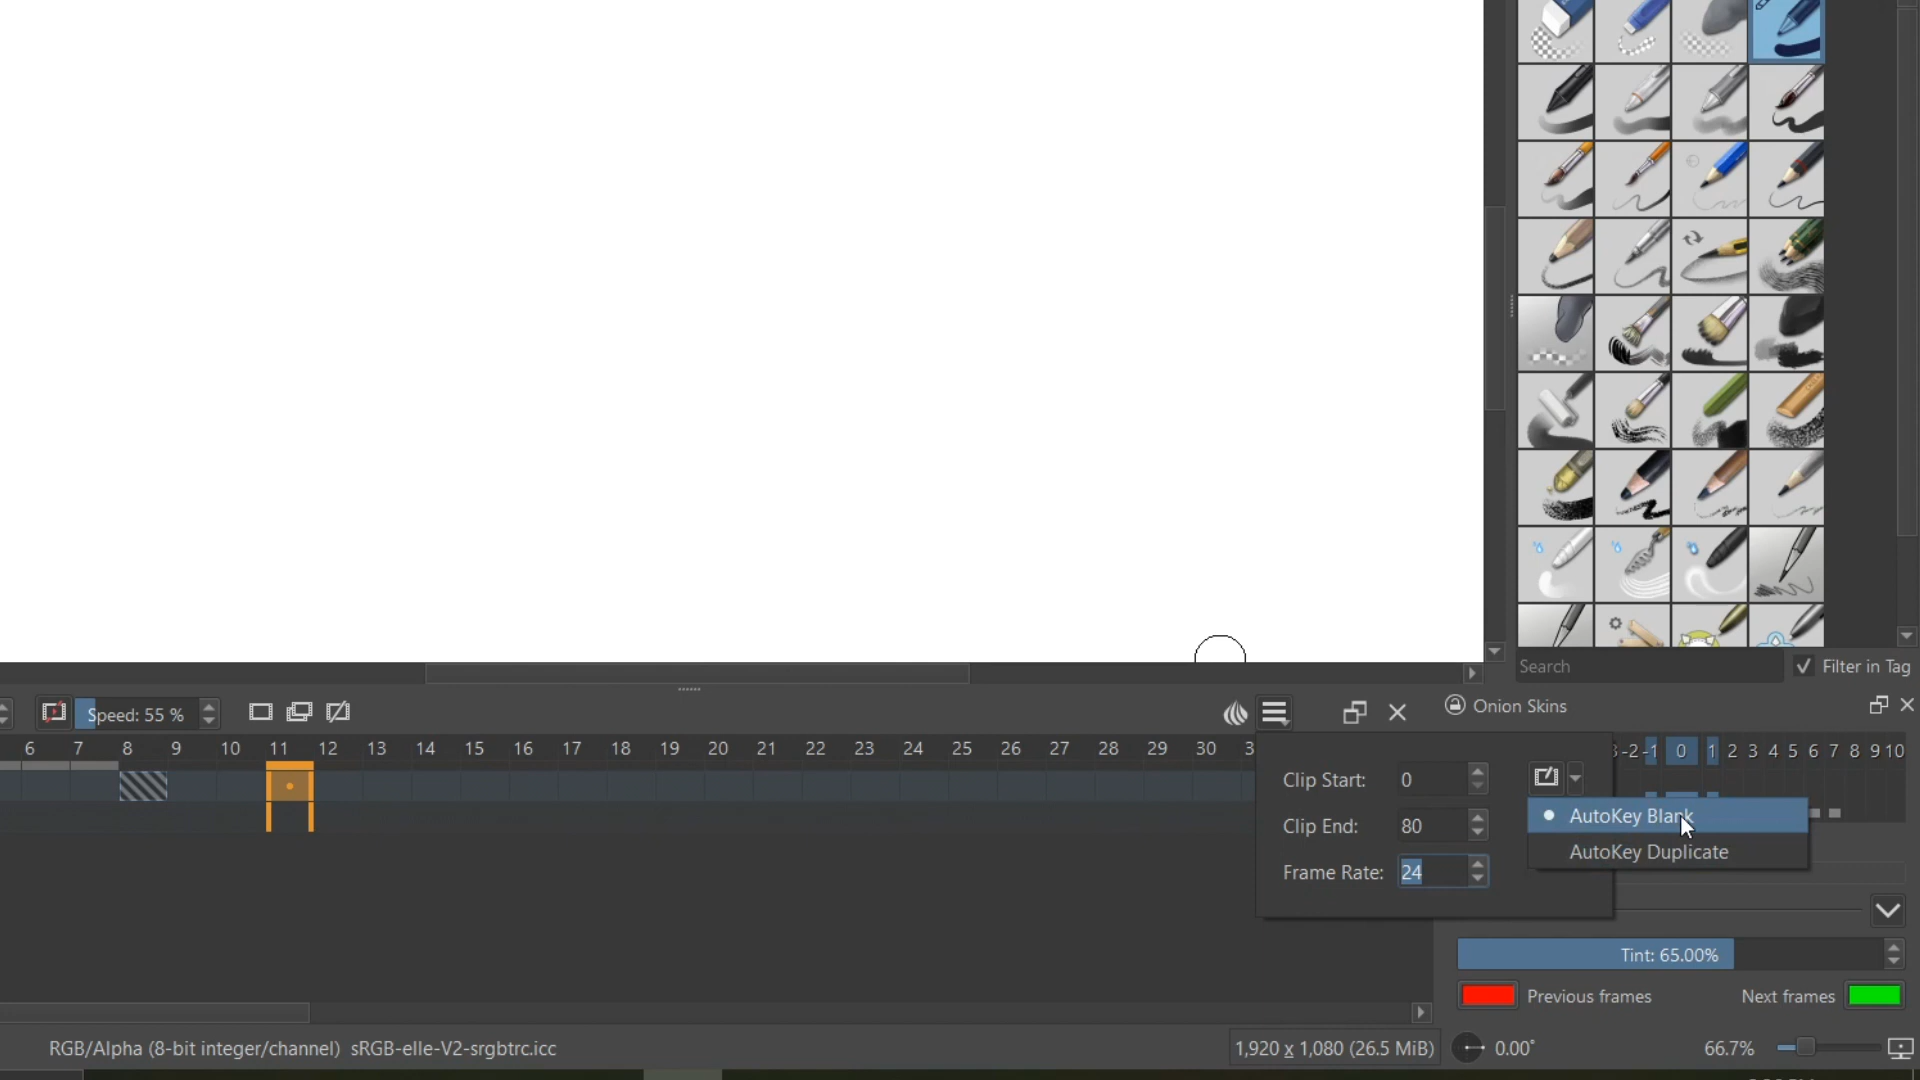 Search
Filter in Tag
Speed: 55 %
Onion Skins
6 7 8 9 10 11 12 13 14 15 16 17 18 19 20 21 22 23 24 25 26 27 28 29 30
-2 -1 0 1 2 3 4 5 6 7 8 9 10
Clip Start: 0
AutoKey Blank
Clip End: 80
AutoKey Duplicate
Frame Rate: 24
Tint: 65.00%
Previous frames
Next frames
RGB/Alpha (8-bit integer/channel) sRGB-elle-V2-srgbtrc.icc
1,920 x 1,080 (26.5 MiB)
0.00°
66.7%